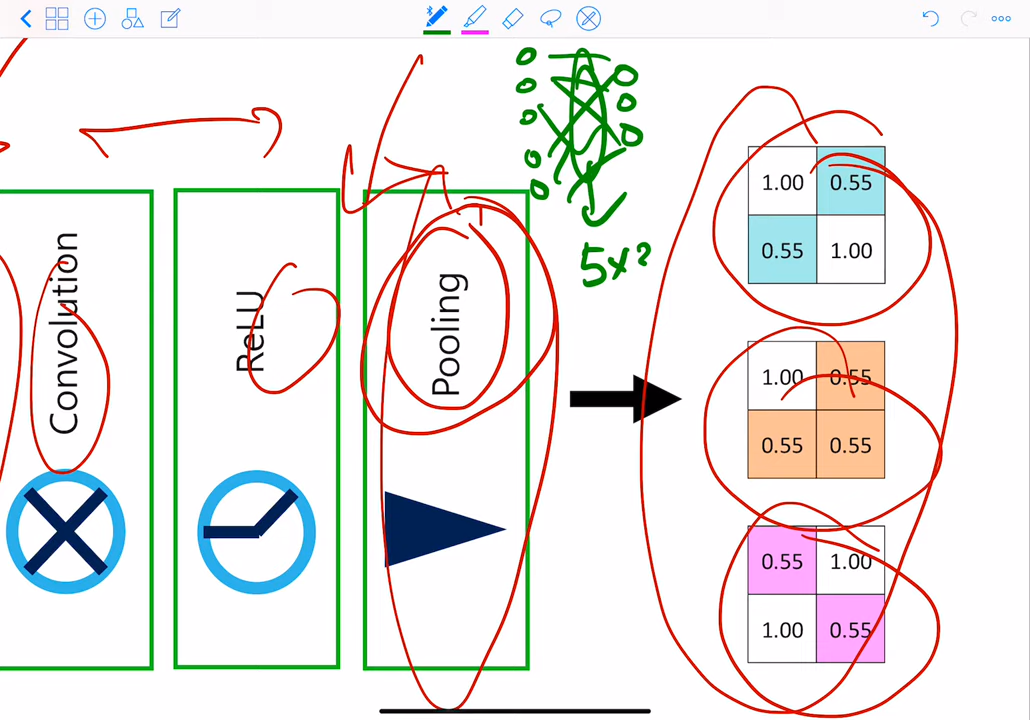 Convolution
ReLU
Pooling
5x3
1.00 0.55
0.55 1.00
1.00 0.55
0.55 0.55
0.55 1.00
1.00 0.55